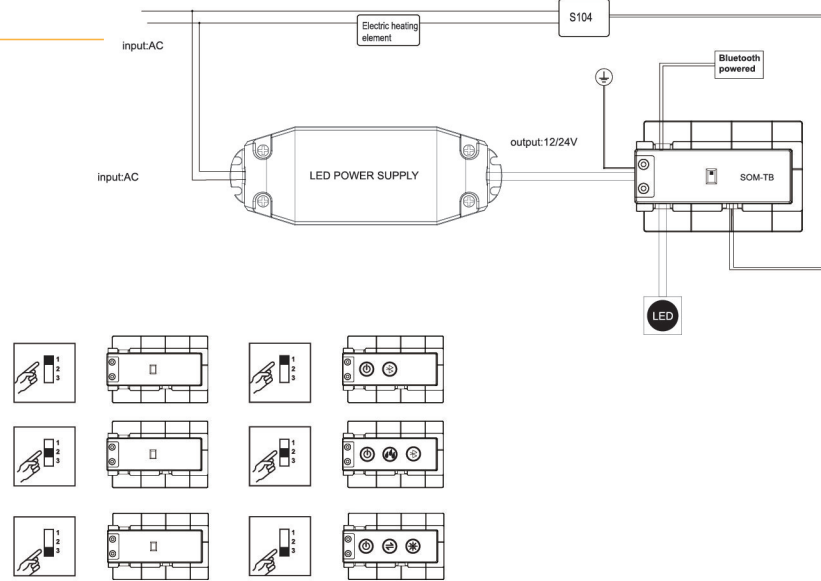 S104
Electric heating
element
input:AC
Bluetooth
powered
output:12/24V
input:AC
LED POWER SUPPLY
SOM-TB
LED
1
2
3
1
2
3
1
2
3
1
2
3
1
2
3
1
2
3